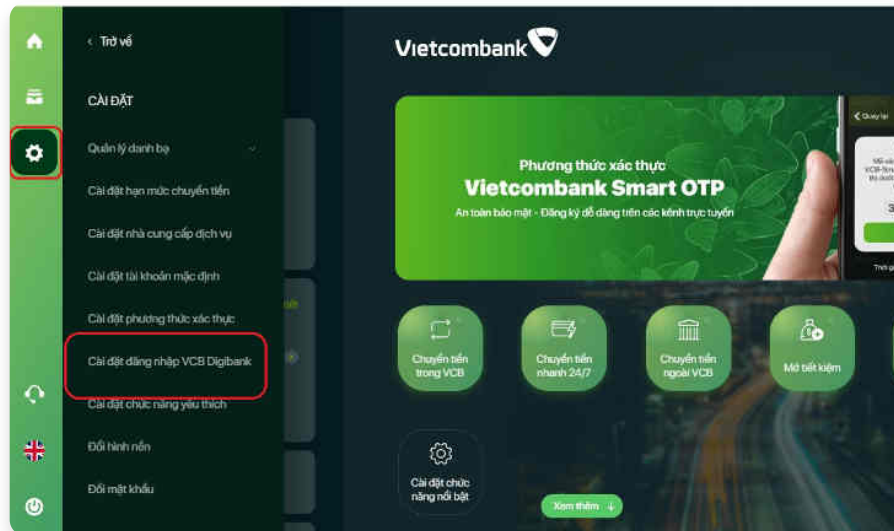 ‹ Trở về
CÀI ĐẶT
Quản lý danh bạ
Cài đặt hạn mức chuyển tiền
Cài đặt nhà cung cấp dịch vụ
Cài đặt tài khoản mặc định
Cài đặt phương thức xác thực
Cài đặt đăng nhập VCB Digibank
Cài đặt chức năng yêu thích
Đổi hình nền
Đổi mật khẩu
Vietcombank
Phương thức xác thực
Vietcombank Smart OTP
An toàn bảo mật - Đăng ký dễ dàng trên các kênh trực tuyến
Quay lại
Chuyển tiền
trong VCB
Chuyển tiền
nhanh 24/7
Chuyển tiền
ngoài VCB
Mở tiết kiệm
Cài đặt chức
năng nổi bật
Xem thêm ↓